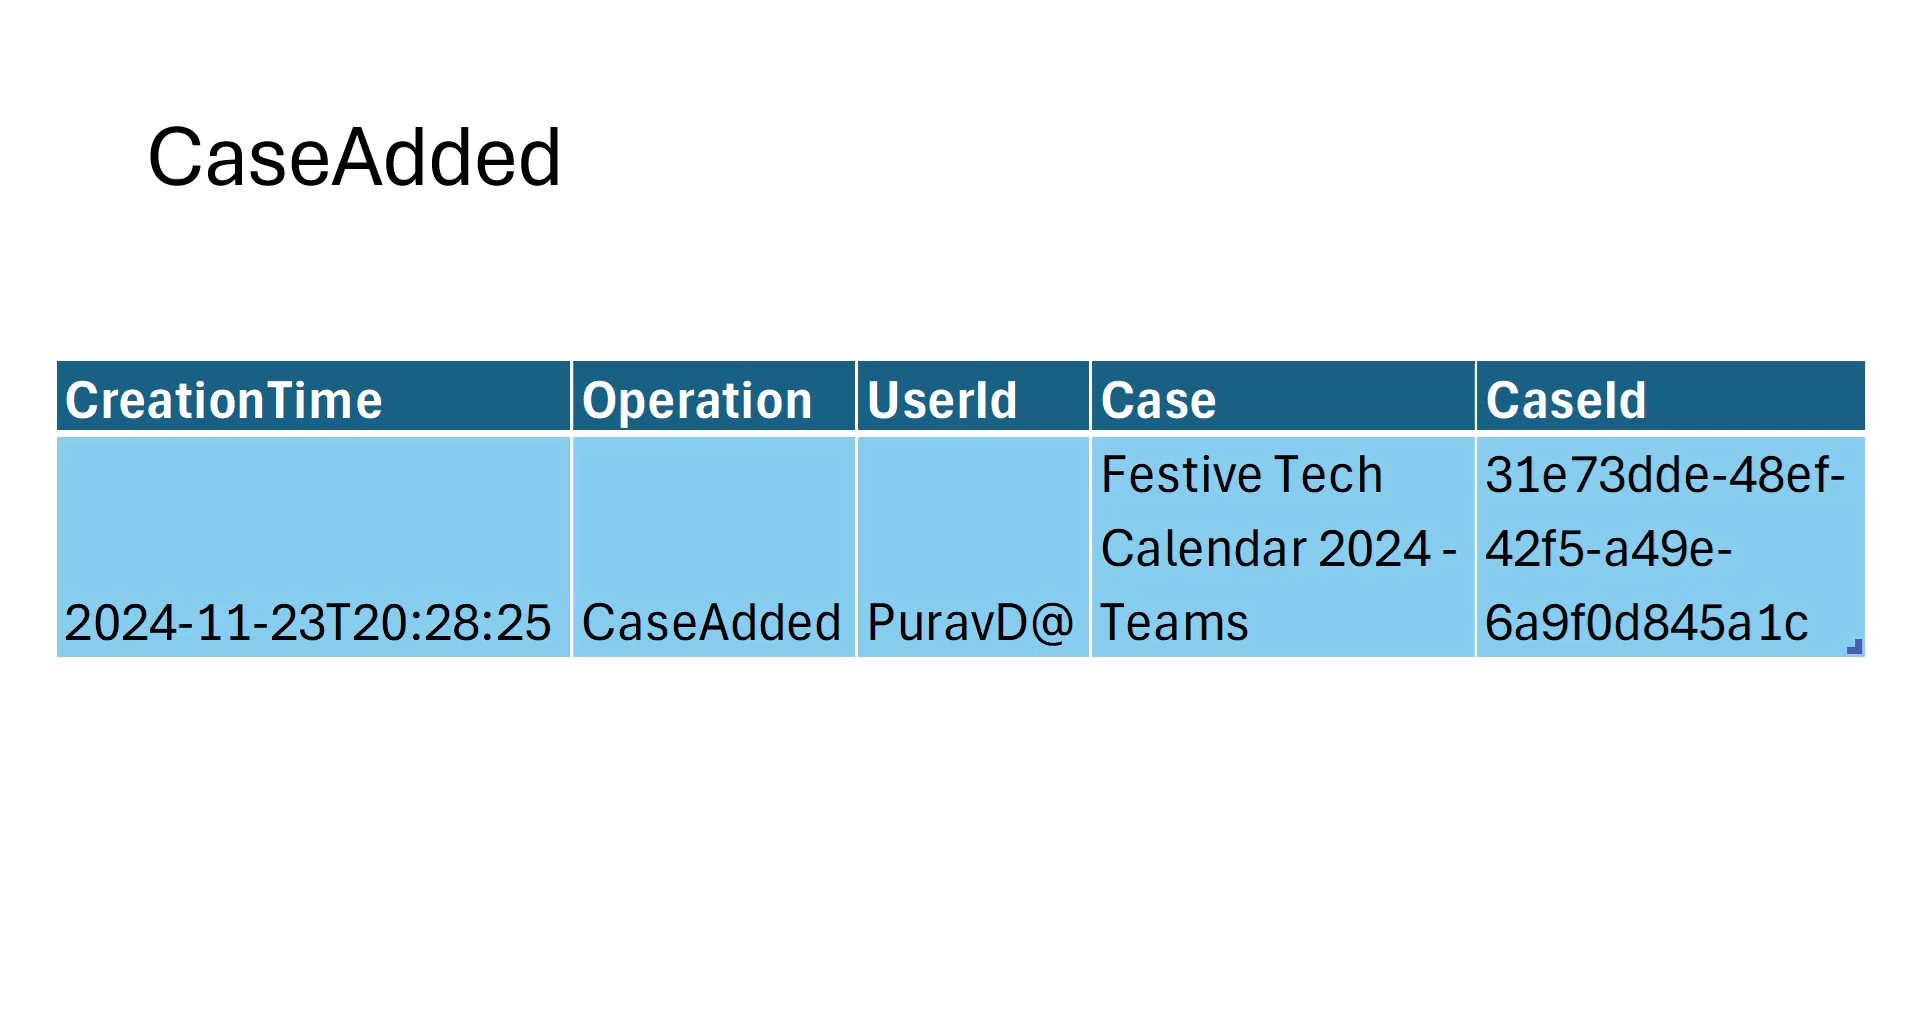 CaseAdded
CreationTime Operation UserId Case CaseId
Festive Tech 31e73dde-48ef-
Calendar 2024 - 42f5-a49e-
2024-11-23T20:28:25 CaseAdded PuravD@ Teams 6a9f0d845a1c